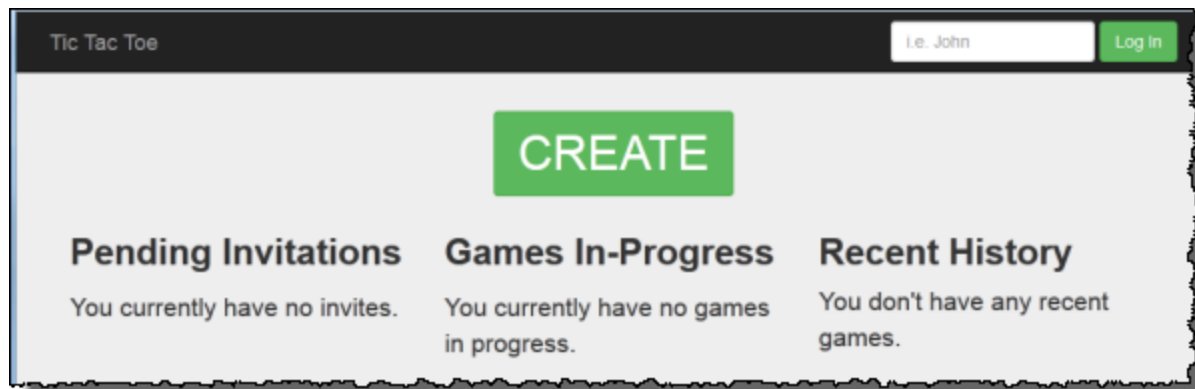 Tic Tac Toe
i.e. John
Log In
CREATE
Pending Invitations
You currently have no invites.
Games In-Progress
You currently have no games
in progress.
Recent History
You don't have any recent
games.